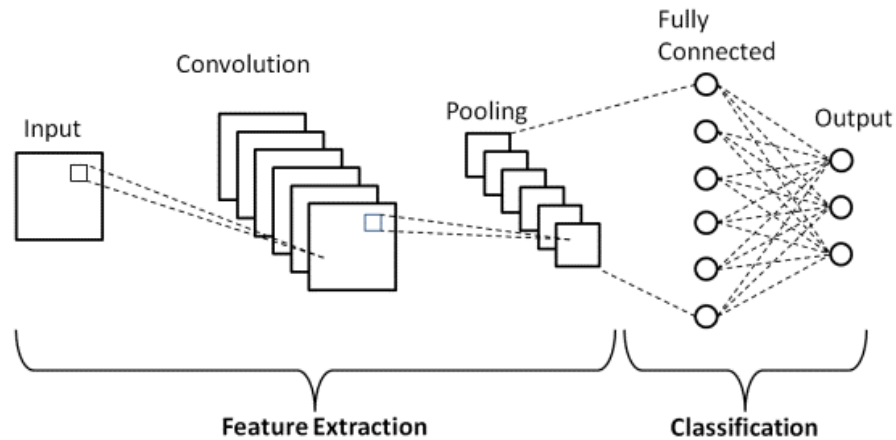 Input
Convolution
Pooling
Fully
Connected
Output
Feature Extraction
Classification